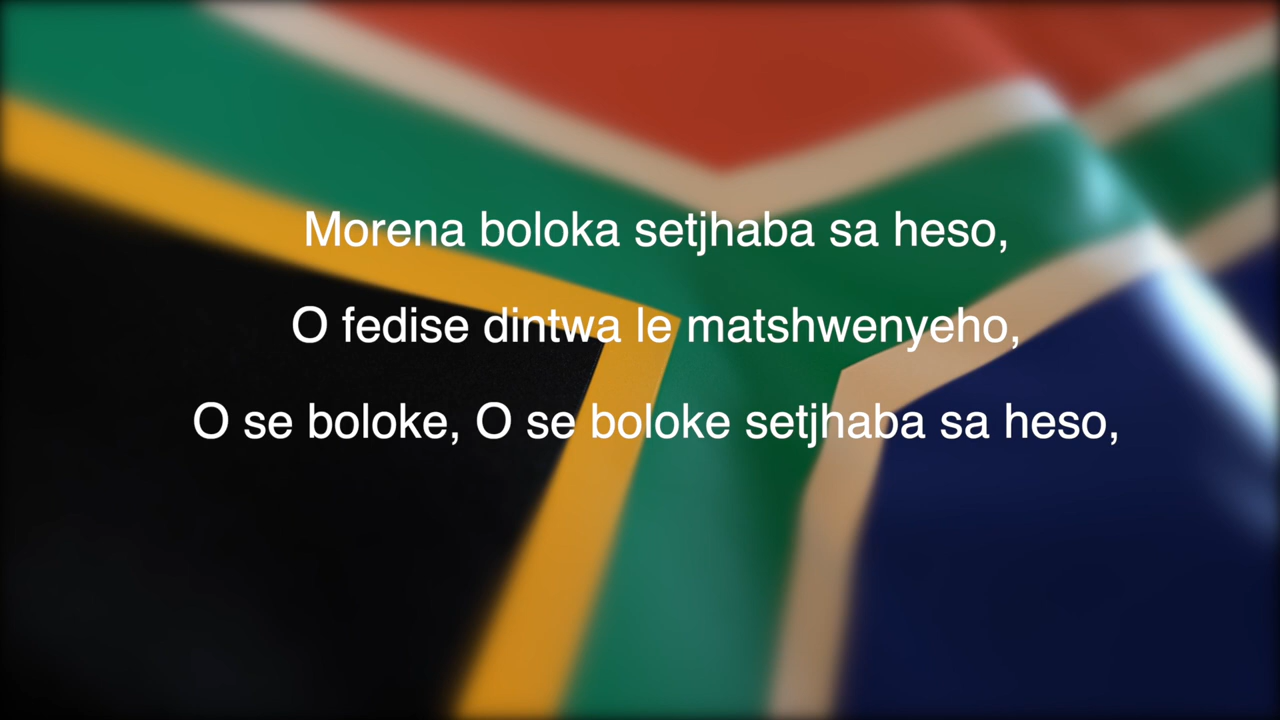 Morena boloka setjhaba sa heso,
O fedise dintwa le matshwenyeho,
O se boloke, O se boloke setjhaba sa heso,